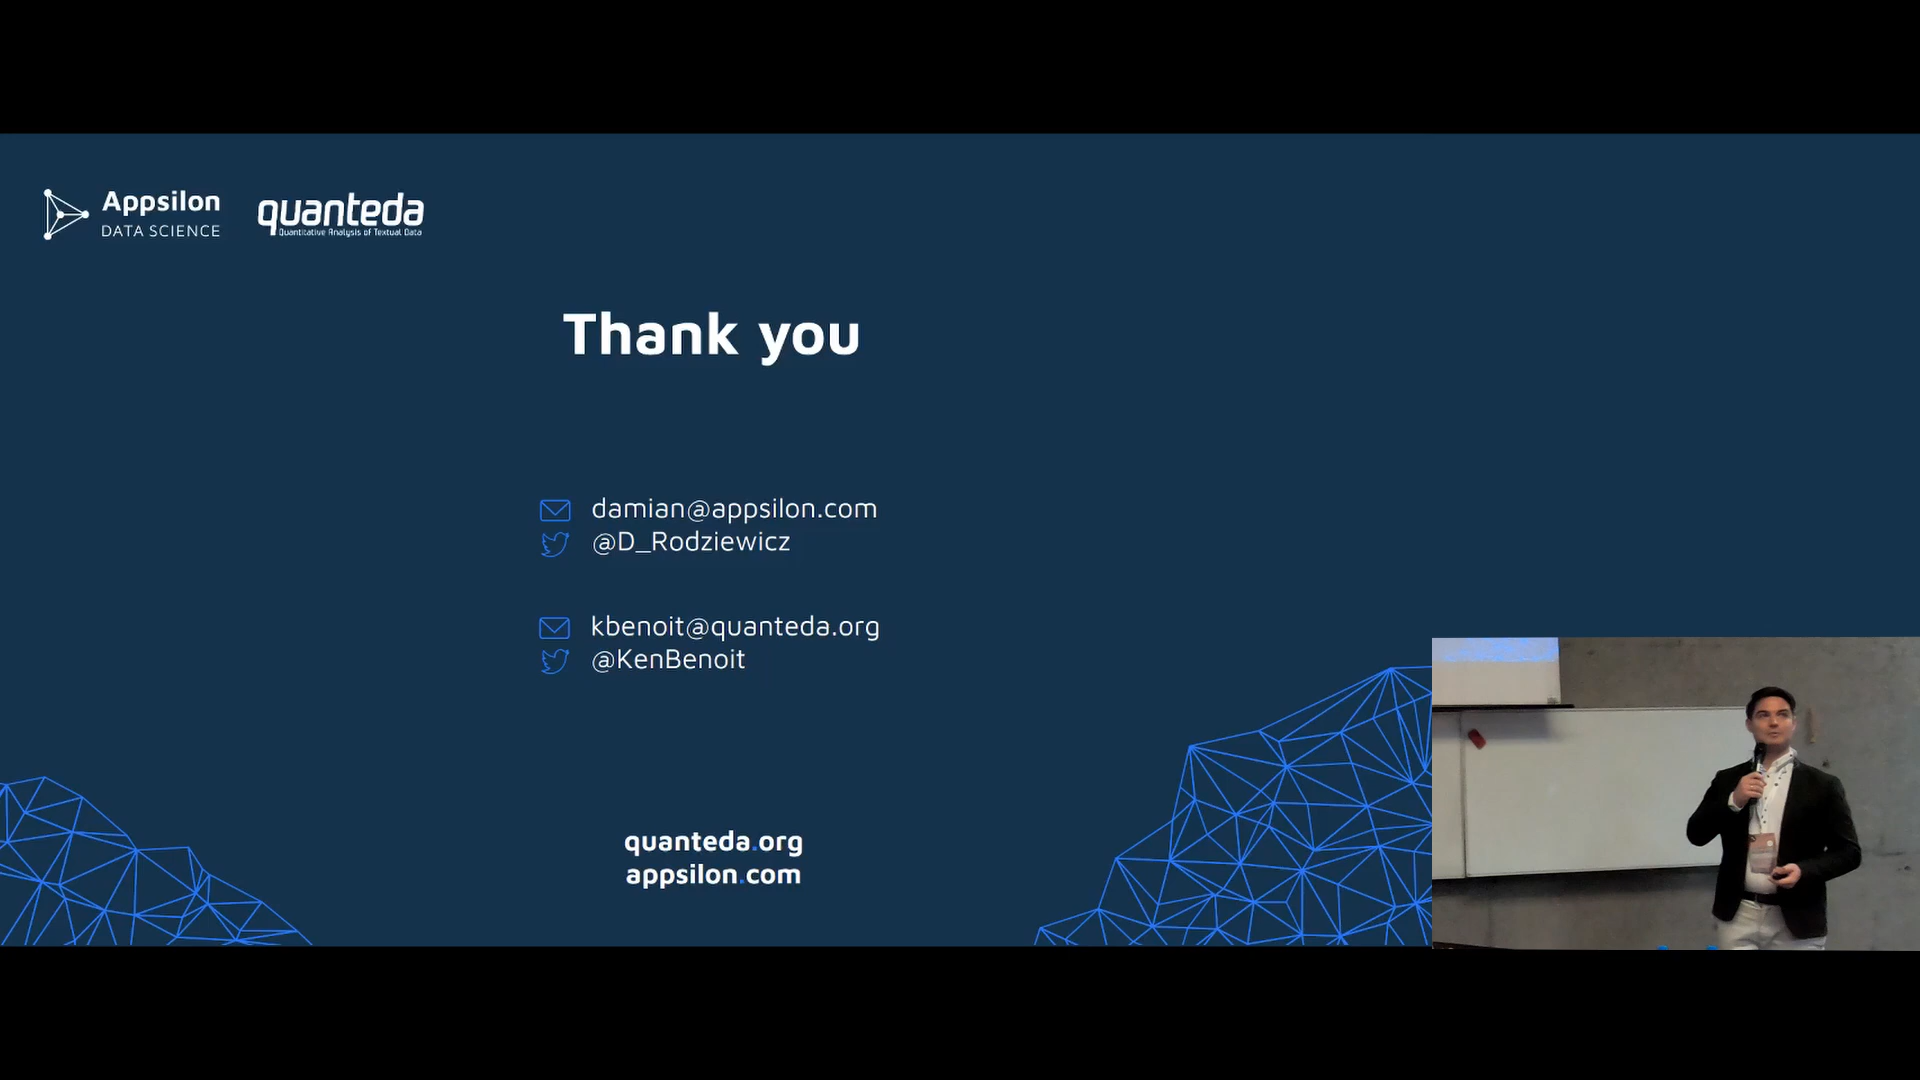 Appsilon
DATA SCIENCE
quanteda
Quantitative Analysis of Textual Data
Thank you
damian@appsilon.com
@D_Rodziewicz
kbenoit@quanteda.org
@KenBenoit
quanteda.org
appsilon.com